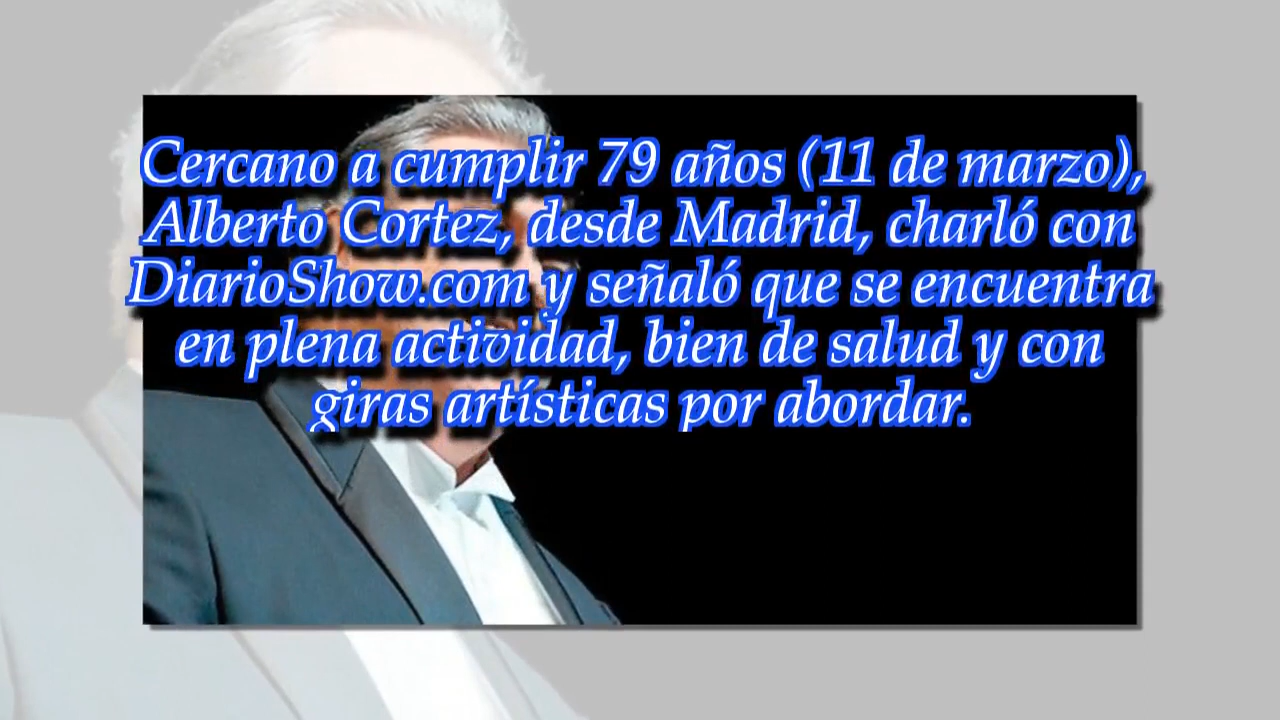 Cercano a cumplir 79 años (11 de marzo),
Alberto Cortez, desde Madrid, charló con
DiarioShow.com y señaló que se encuentra
en plena actividad, bien de salud y con
giras artísticas por abordar.